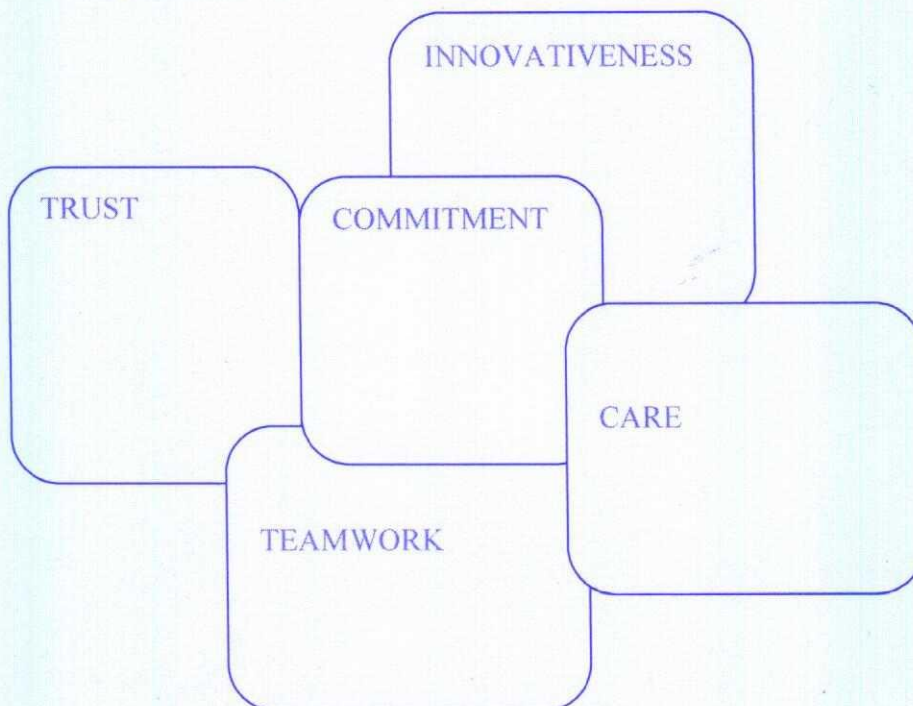 INNOVATIVENESS
TRUST
COMMITMENT
CARE
TEAMWORK